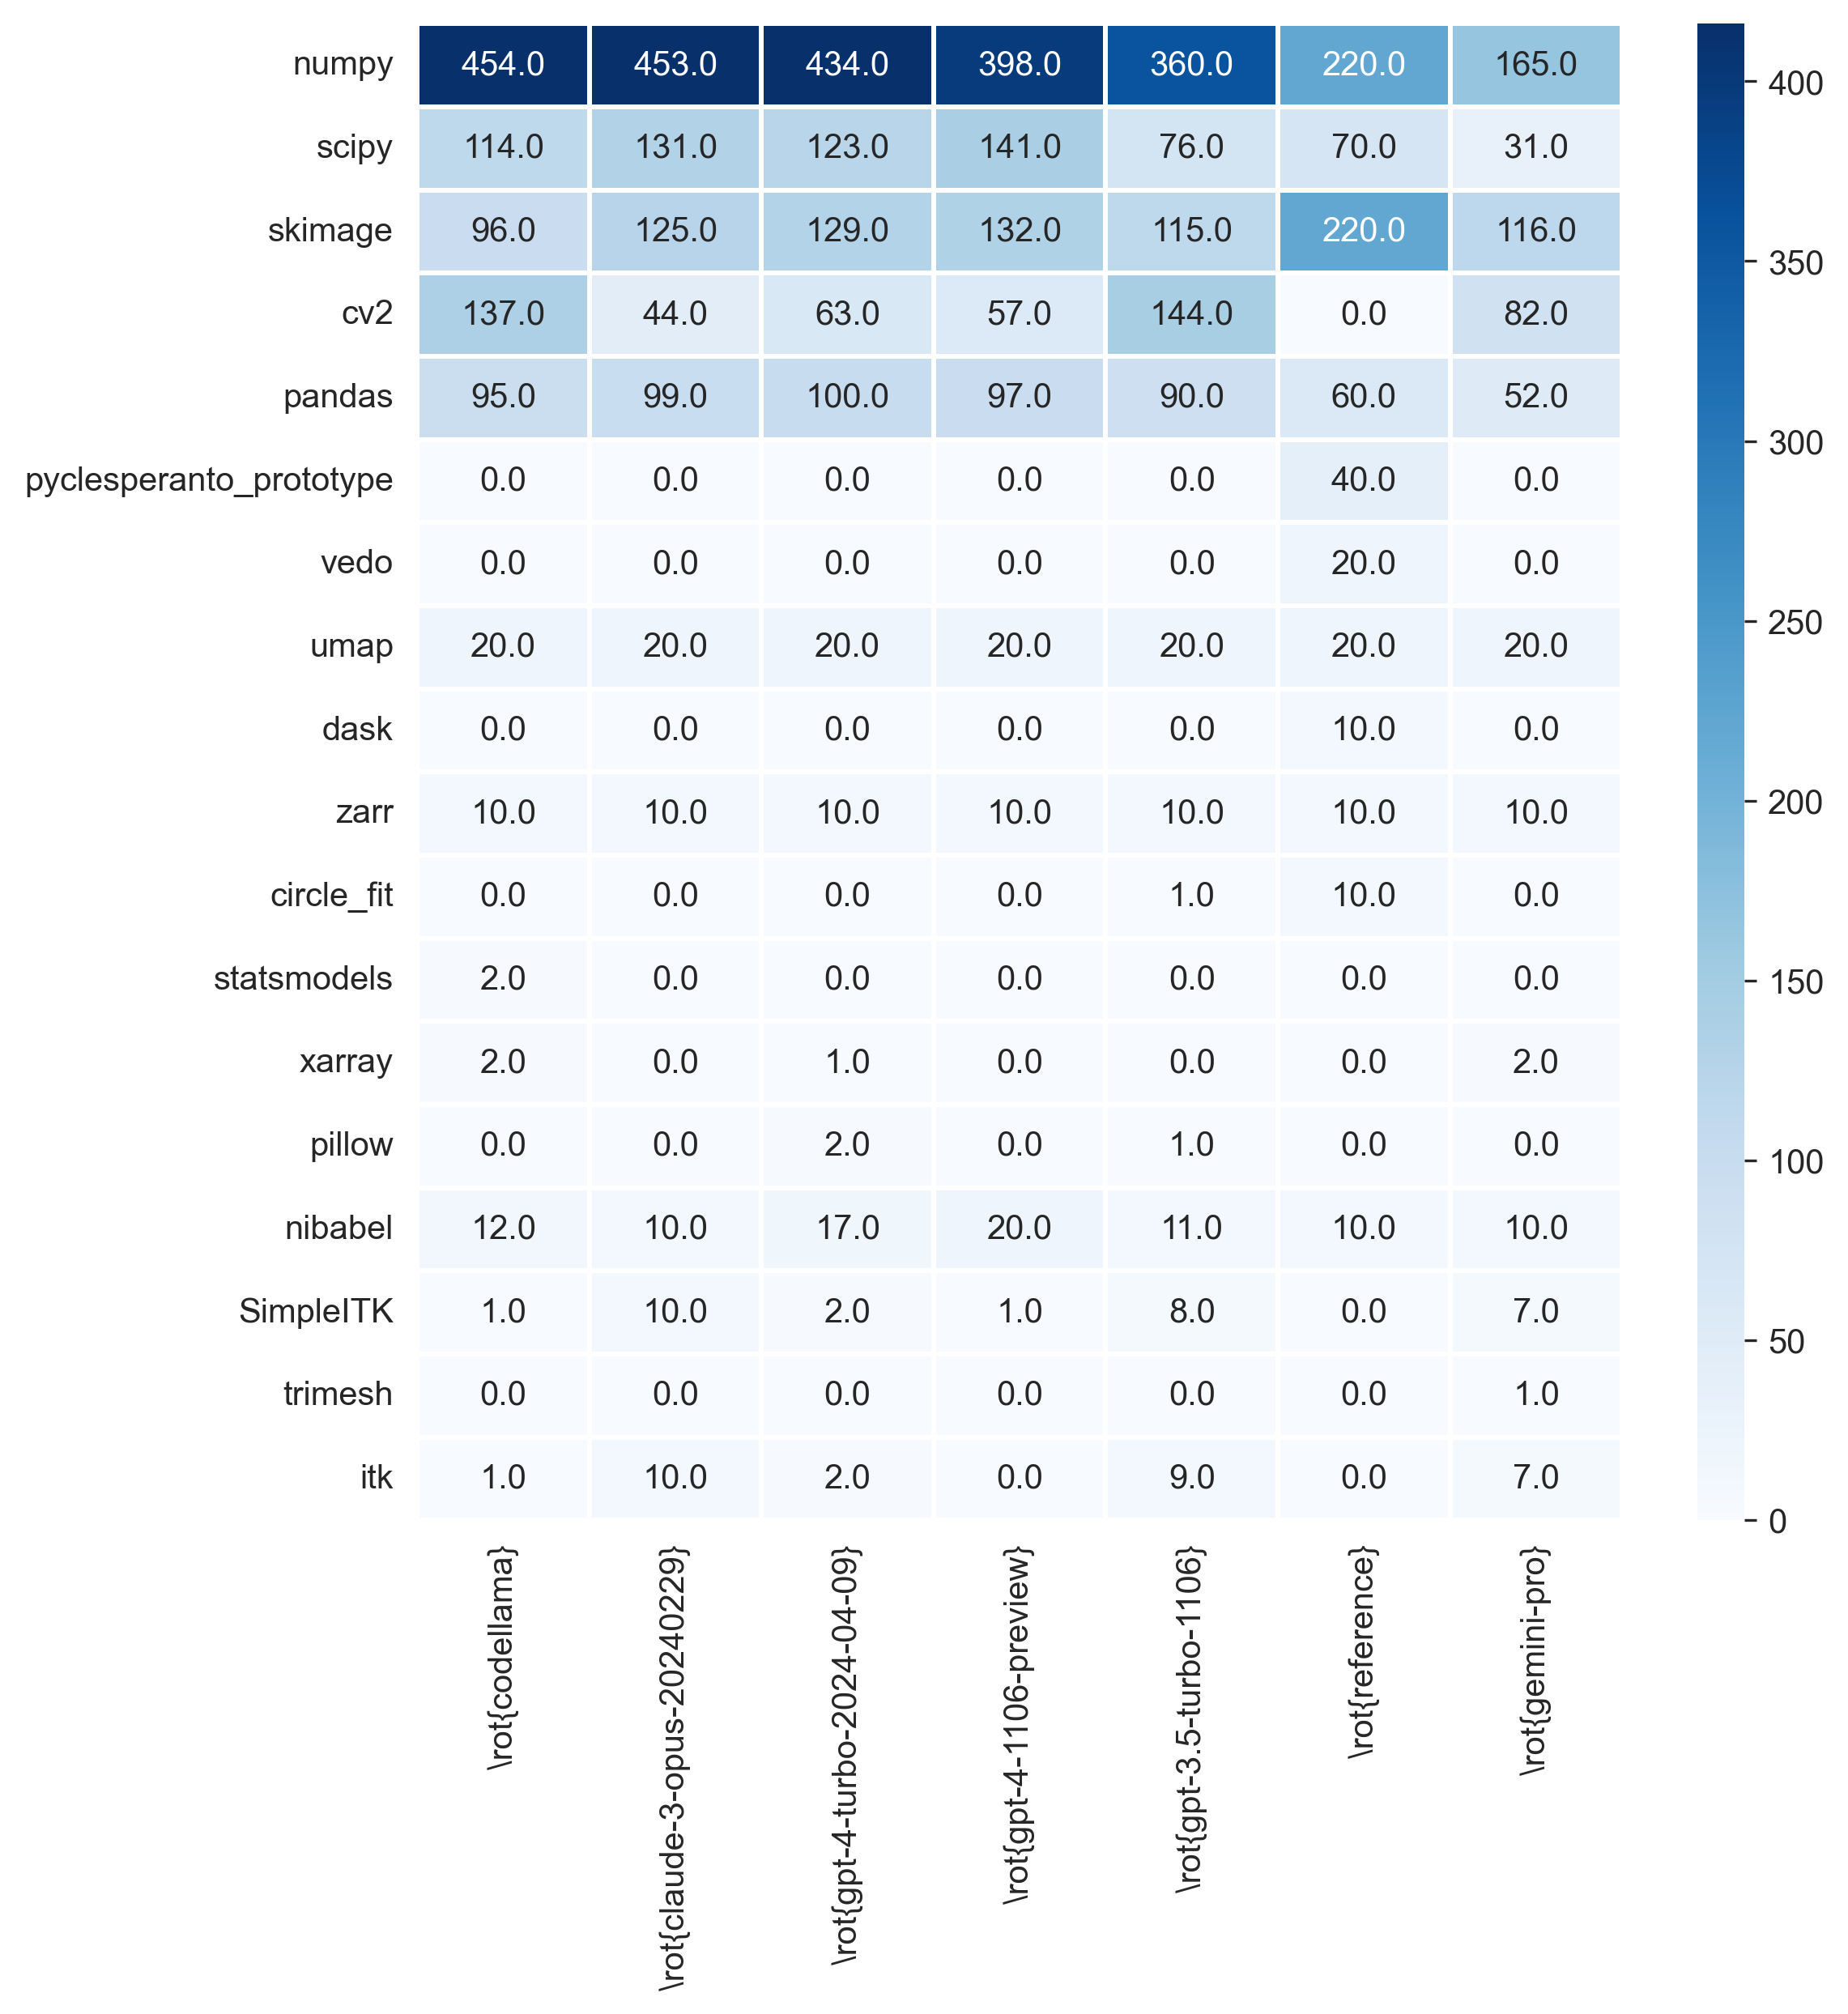 numpy 454.0 453.0 434.0 398.0 360.0 220.0 165.0
scipy 114.0 131.0 123.0 141.0 76.0 70.0 31.0
skimage 96.0 125.0 129.0 132.0 115.0 220.0 116.0
cv2 137.0 44.0 63.0 57.0 144.0 0.0 82.0
pandas 95.0 99.0 100.0 97.0 90.0 60.0 52.0
pyclesperanto_prototype 0.0 0.0 0.0 0.0 0.0 40.0 0.0
vedo 0.0 0.0 0.0 0.0 0.0 20.0 0.0
umap 20.0 20.0 20.0 20.0 20.0 20.0 20.0
dask 0.0 0.0 0.0 0.0 0.0 10.0 0.0
zarr 10.0 10.0 10.0 10.0 10.0 10.0 10.0
circle_fit 0.0 0.0 0.0 0.0 1.0 10.0 0.0
statsmodels 2.0 0.0 0.0 0.0 0.0 0.0 0.0
xarray 2.0 0.0 1.0 0.0 0.0 0.0 2.0
pillow 0.0 0.0 2.0 0.0 1.0 0.0 0.0
nibabel 12.0 10.0 17.0 20.0 11.0 10.0 10.0
SimpleITK 1.0 10.0 2.0 1.0 8.0 0.0 7.0
trimesh 0.0 0.0 0.0 0.0 0.0 0.0 1.0
itk 1.0 10.0 2.0 0.0 9.0 0.0 7.0
\rot{codellama}
\rot{claude-3-opus-20240229}
\rot{gpt-4-turbo-2024-04-09}
\rot{gpt-4-1106-preview}
\rot{gpt-3.5-turbo-1106}
\rot{reference}
\rot{gemini-pro}
400
350
300
250
200
150
100
50
0